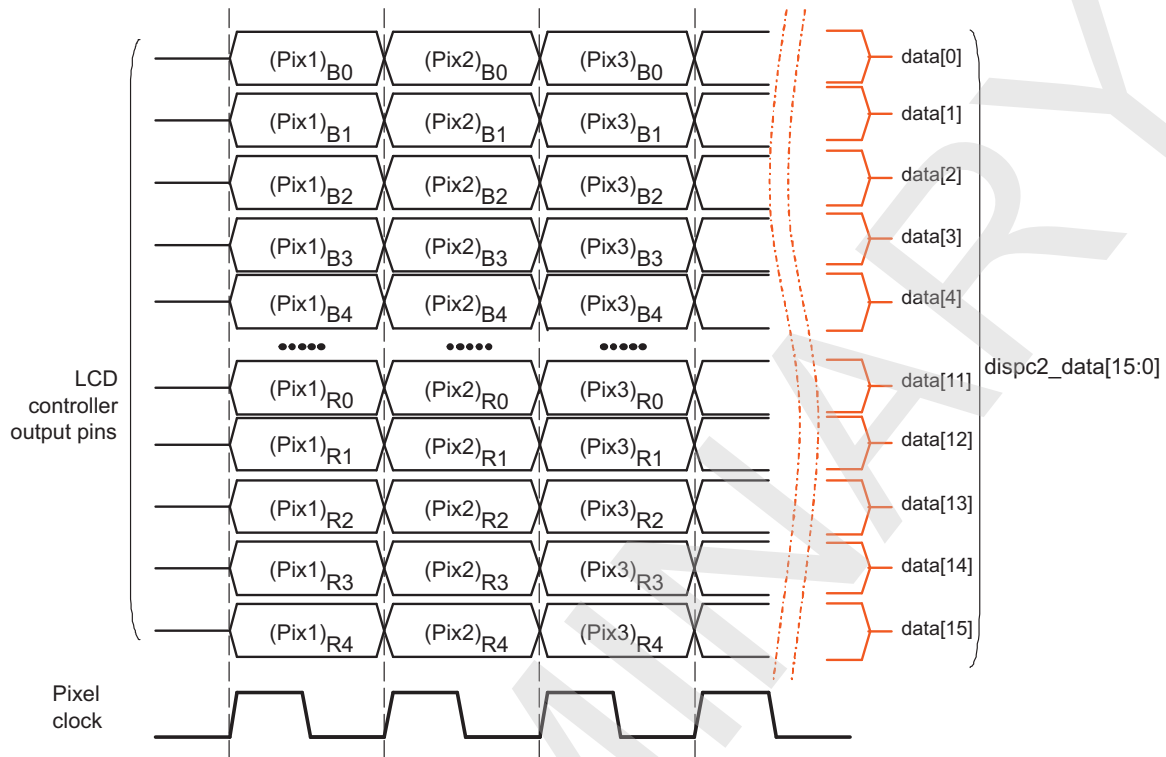 (Pix1)B0 (Pix2)B0 (Pix3)B0 data[0]
(Pix1)B1 (Pix2)B1 (Pix3)B1 data[1]
(Pix1)B2 (Pix2)B2 (Pix3)B2 data[2]
(Pix1)B3 (Pix2)B3 (Pix3)B3 data[3]
(Pix1)B4 (Pix2)B4 (Pix3)B4 data[4]
LCD
controller
output pins
(Pix1)R0 (Pix2)R0 (Pix3)R0 data[11]
dispc2_data[15:0]
(Pix1)R1 (Pix2)R1 (Pix3)R1 data[12]
(Pix1)R2 (Pix2)R2 (Pix3)R2 data[13]
(Pix1)R3 (Pix2)R3 (Pix3)R3 data[14]
(Pix1)R4 (Pix2)R4 (Pix3)R4 data[15]
Pixel
clock
MINARY